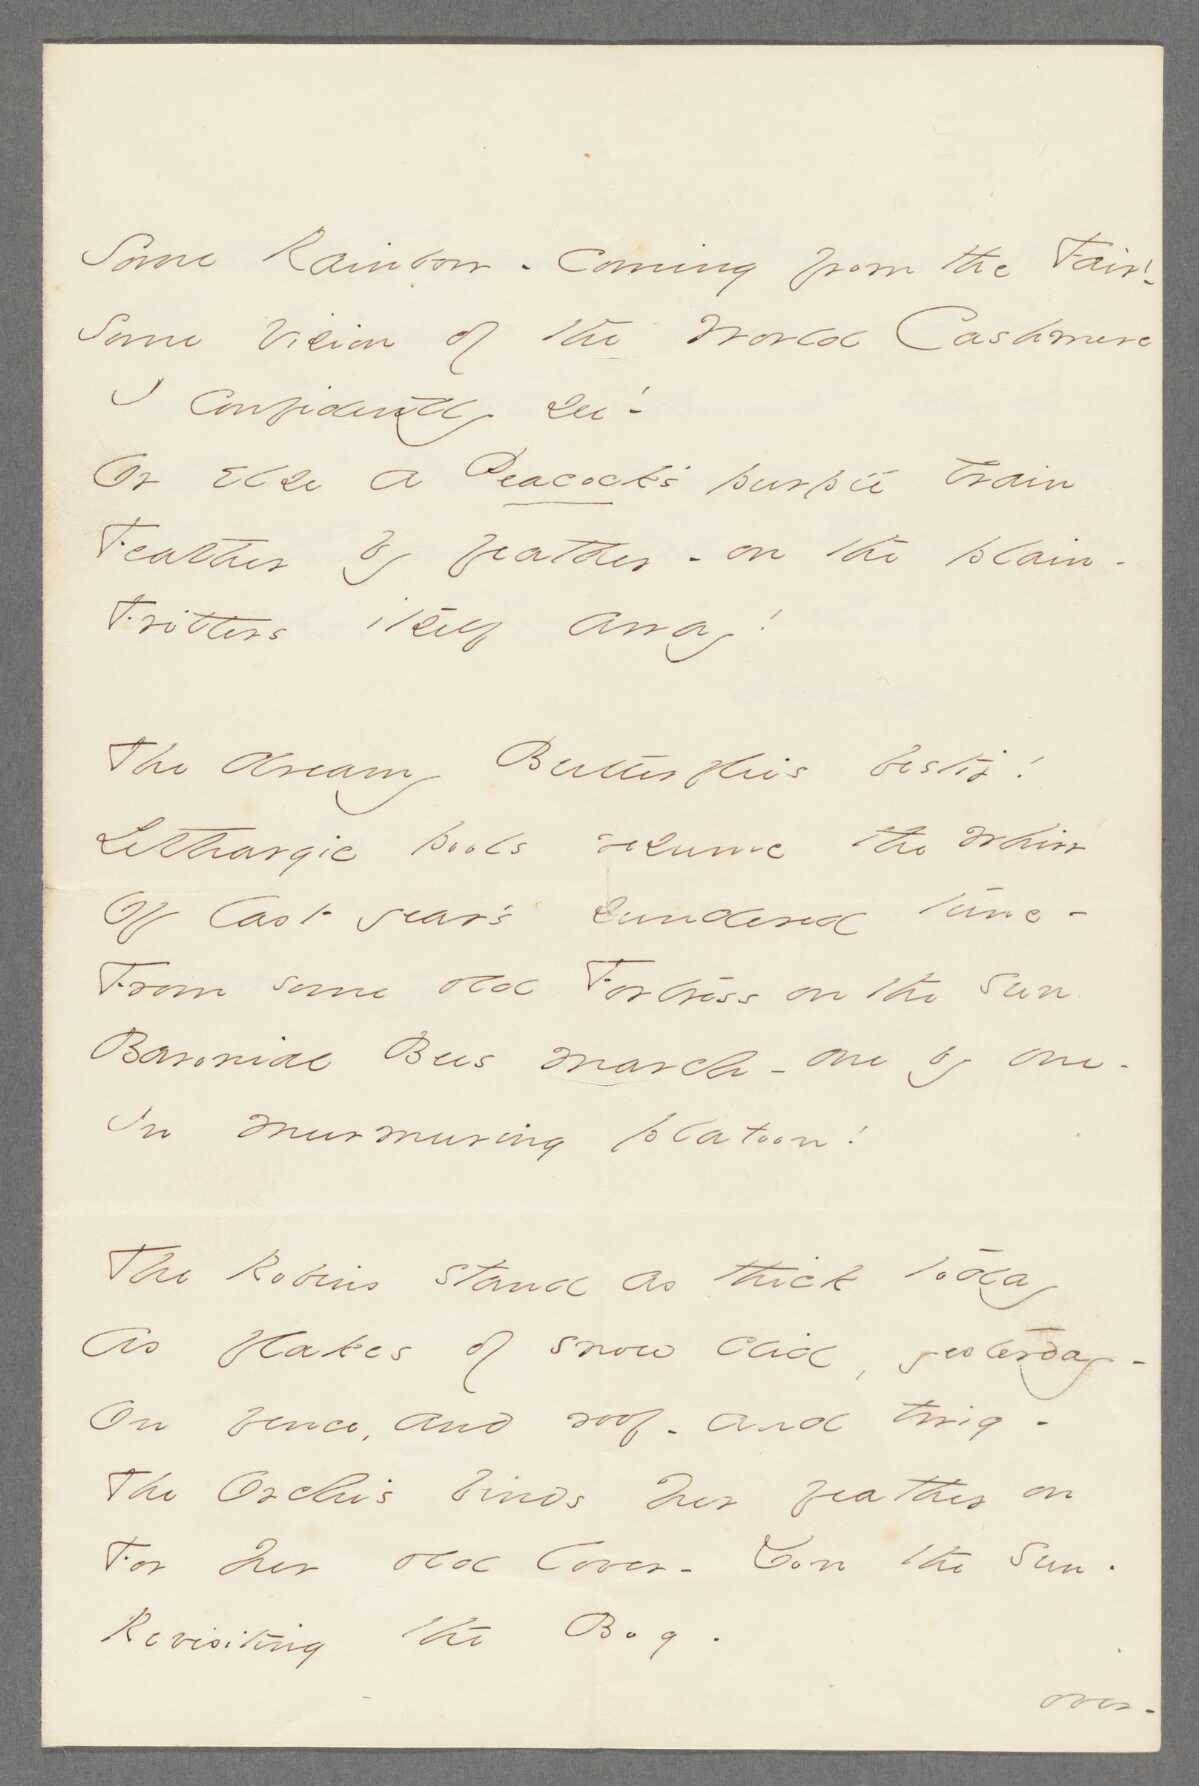 Some Rainbow - coming from the Fair! -
Some Vision of the World Cashmere
I confidently see! -
Or else a Peacock's purple train
Feather by feather - on the plain -
Fritters itself away!
The dreamy Butterflies bestir!
Lethargic pools resume the whirr
Of last year's sundered tune -
From some old Fortress on the Sun
Baronial Bees march - one by one -
In murmuring platoon!
The Robins stand as thick today
As flakes of snow did, yesterday -
On fence, and roof - and twig -
The Orchis binds her feather on
For her old lover - Don the Sun -
Revisiting the Bog.
over -